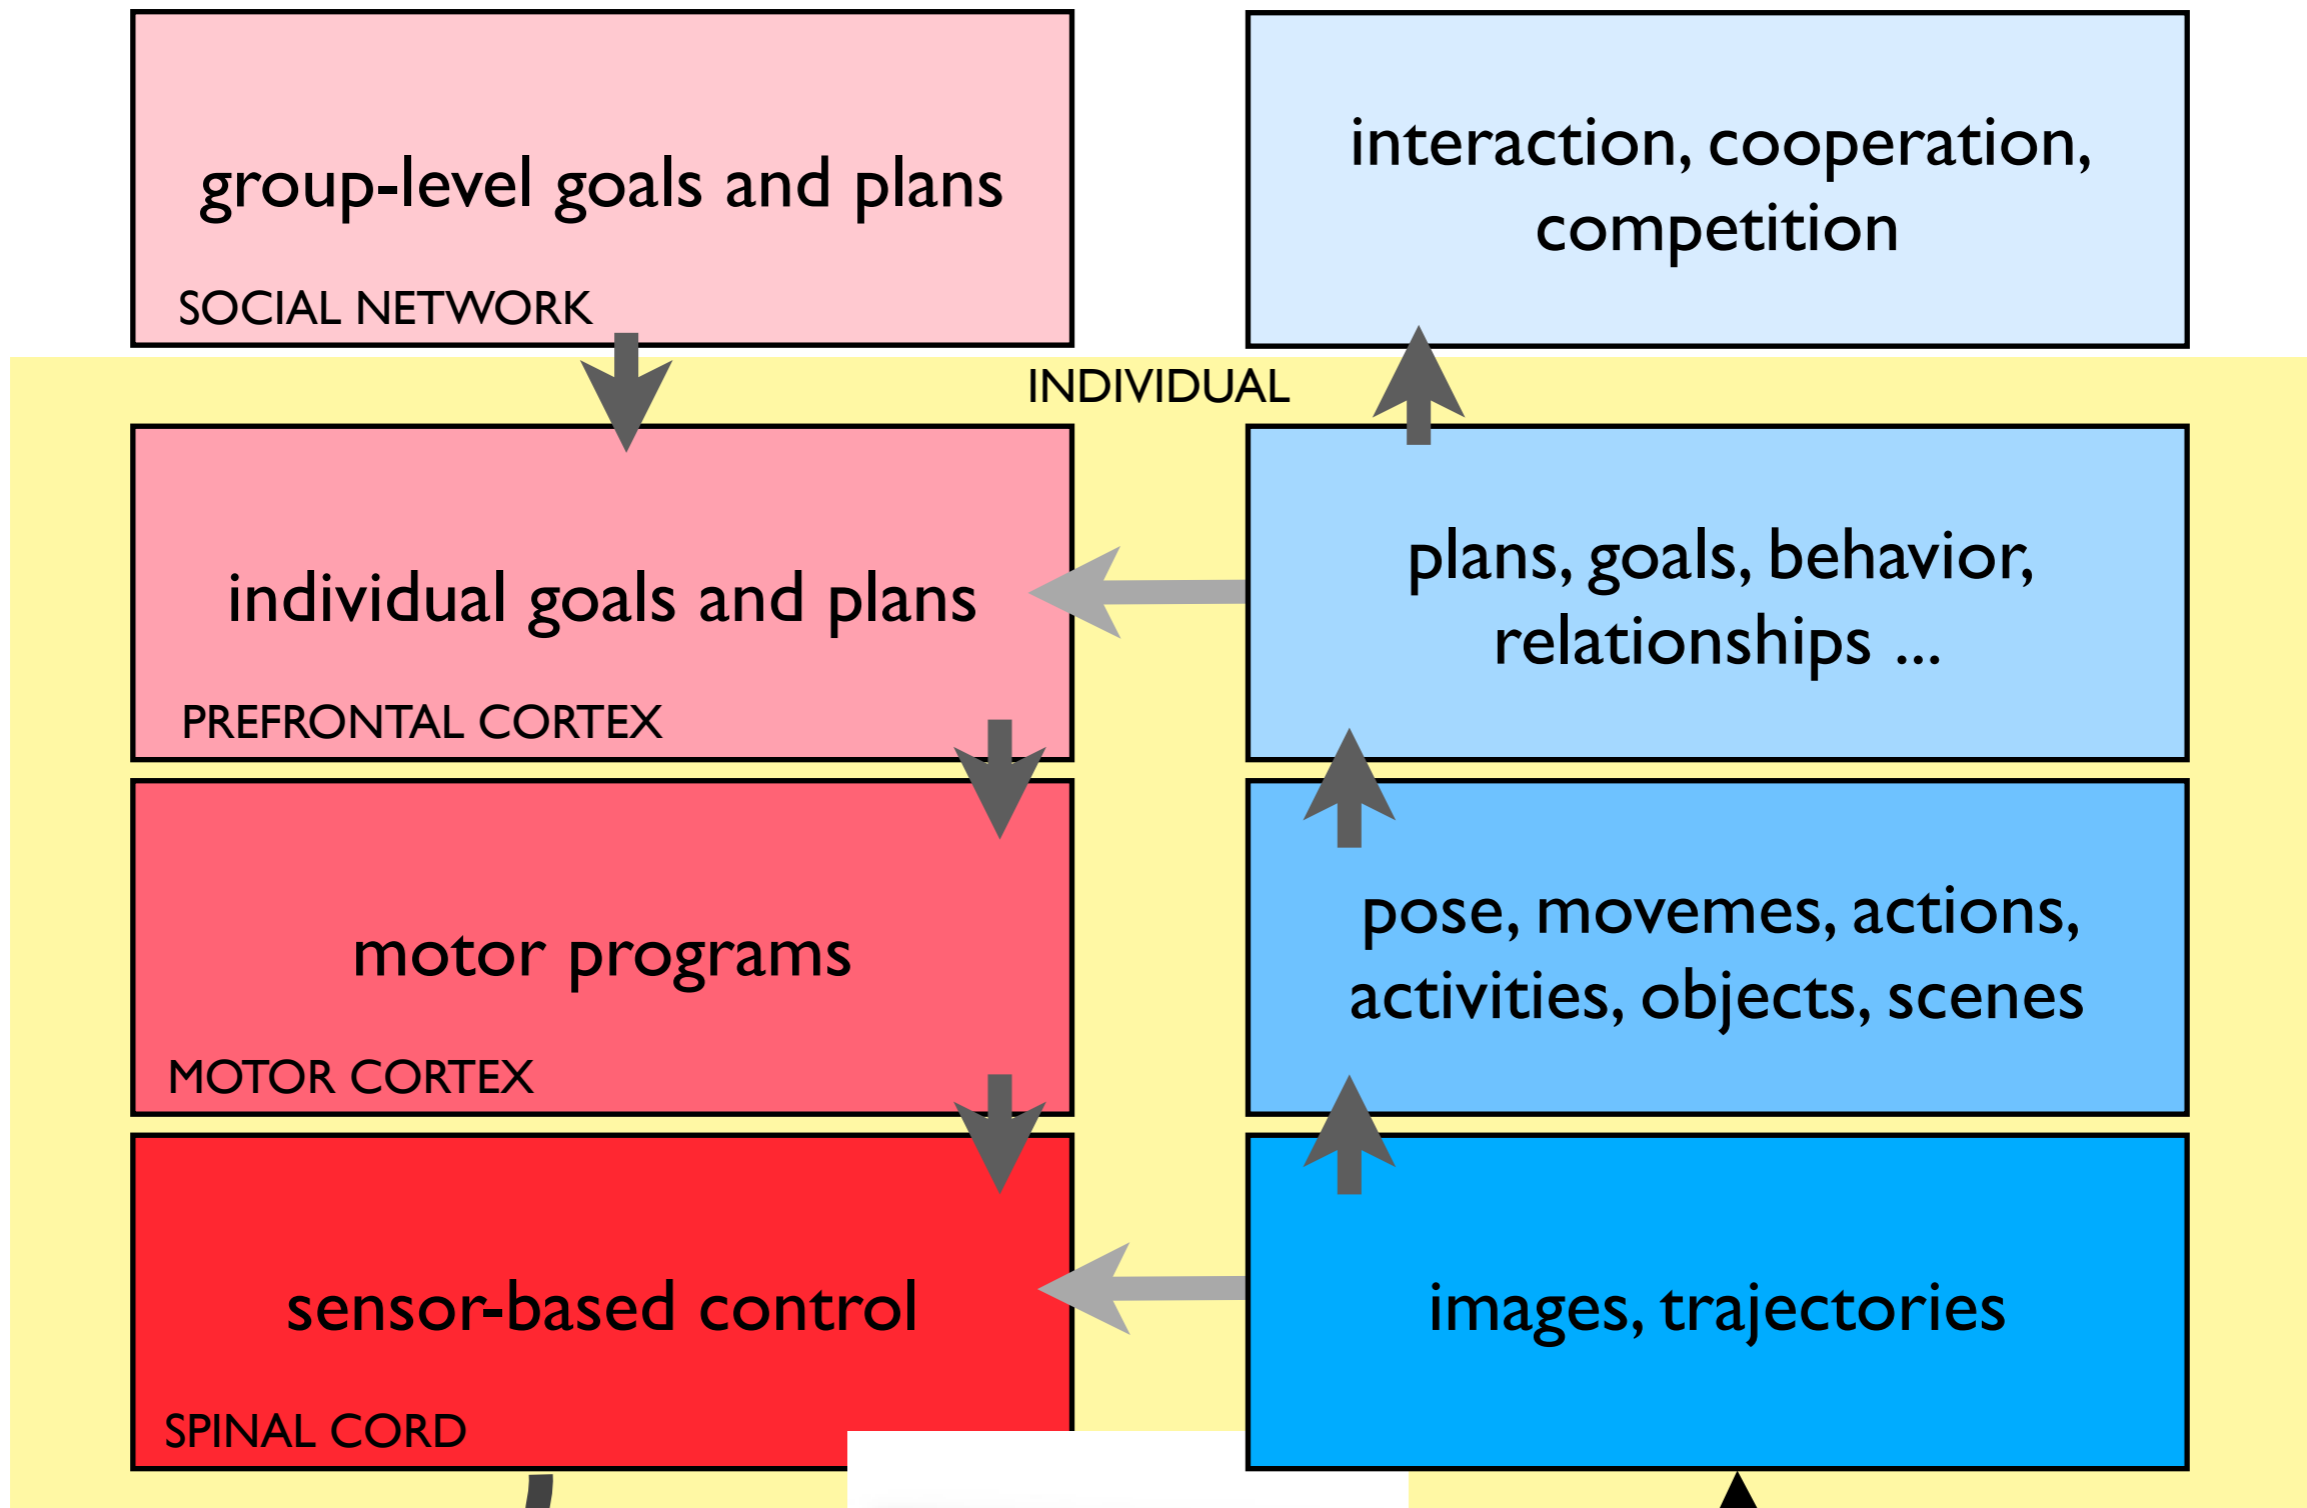 group-level goals and plans
SOCIAL NETWORK
interaction, cooperation,
competition
INDIVIDUAL
individual goals and plans
PREFRONTAL CORTEX
plans, goals, behavior,
relationships ...
motor programs
MOTOR CORTEX
pose, movemes, actions,
activities, objects, scenes
sensor-based control
SPINAL CORD
images, trajectories